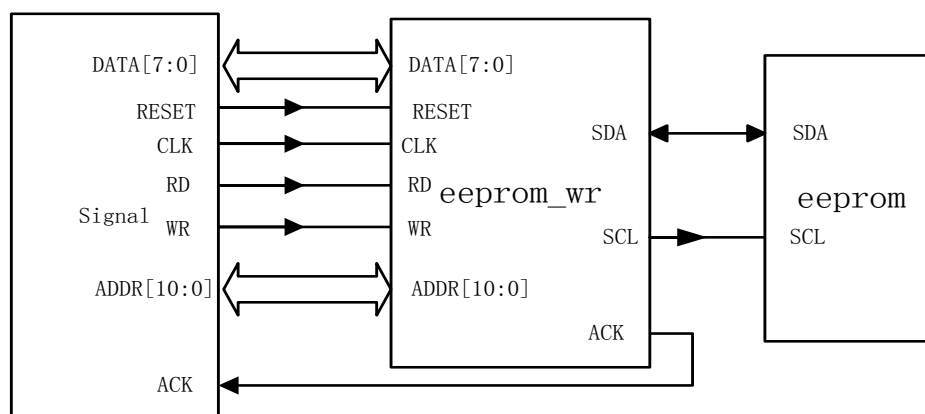 DATA[7:0]
RESET
CLK
RD
Signal
WR
ADDR[10:0]
ACK
DATA[7:0]
RESET
CLK
RD
WR
ADDR[10:0]
eeprom_wr
SDA
SCL
ACK
SDA
eeprom
SCL